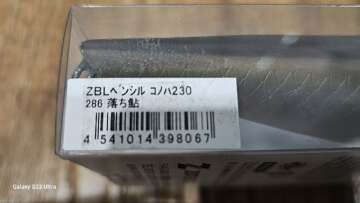 ZBLペンシル コノハ230
286 落ち鮎
4 541014 398067
Galaxy S23 Ultra